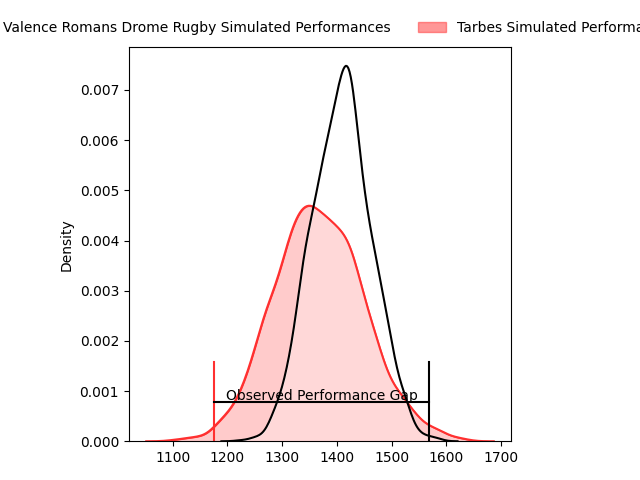 Valence Romans Drome Rugby Simulated Performances Tarbes Simulated Performa
0.007
0.006
0.005
0.004
0.003
0.002
0.001
0.000
Density
Observed Performance Gap
1100 1200 1300 1400 1500 1600 1700